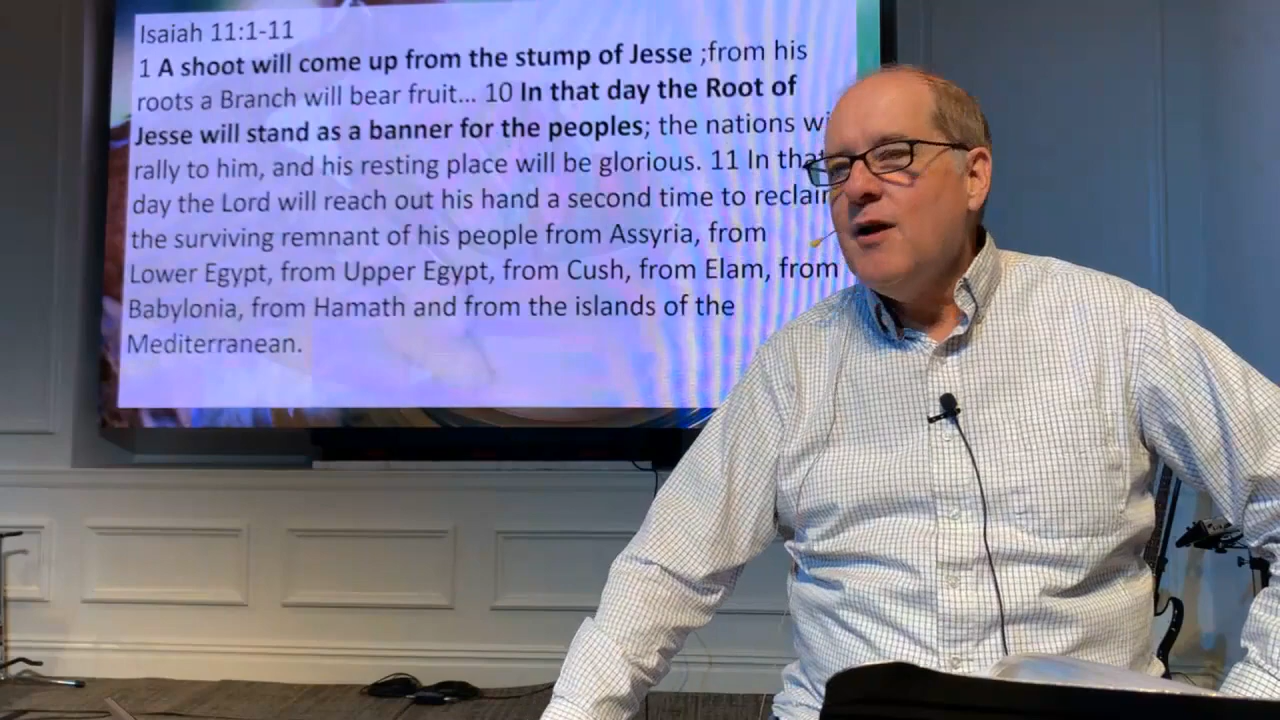 Isaiah 11:1-11
1 A shoot will come up from the stump of Jesse ;from his
roots a Branch will bear fruit... 10 In that day the Root of
Jesse will stand as a banner for the peoples; the nations
rally to him, and his resting place will be glorious. 11 In that
day the Lord will reach out his hand a second time to reclaim
the surviving remnant of his people from Assyria, from
Lower Egypt, from Upper Egypt, from Cush, from Elam, from
Babylonia, from Hamath and from the islands of the
Mediterranean.